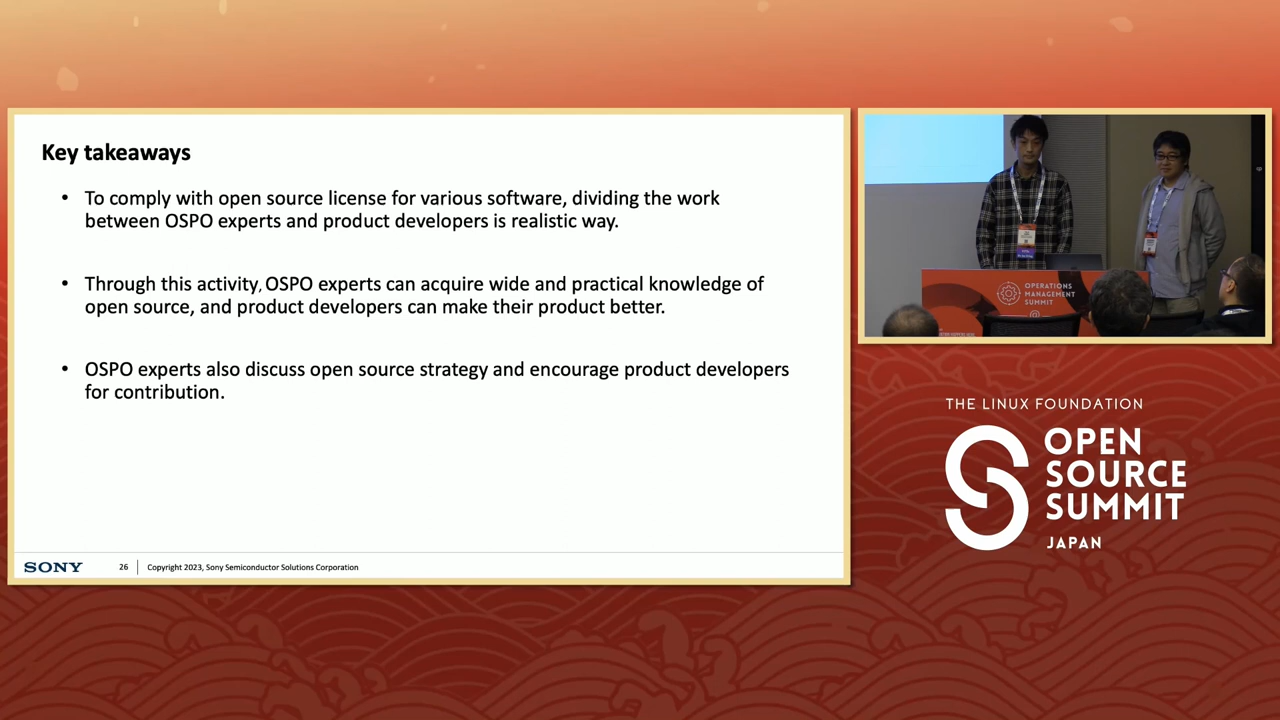 Key takeaways
• To comply with open source license for various software, dividing the work
between OSPO experts and product developers is realistic way.
• Through this activity, OSPO experts can acquire wide and practical knowledge of
open source, and product developers can make their product better.
• OSPO experts also discuss open source strategy and encourage product developers
for contribution.
SONY
26
Copyright 2023, Sony Semiconductor Solutions Corporation
OPERATIONS
MANAGEMENT
SUMMIT
THE LINUX FOUNDATION
OPEN
SOURCE
SUMMIT
JAPAN